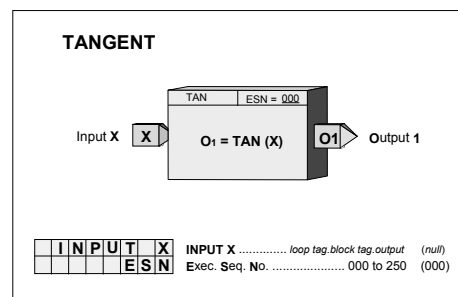 TANGENT
TAN ESN = 000
Input X X O1 = TAN (X) O1 Output 1
INPUT X INPUT X .............. loop tag.block tag.output (null)
ESN Exec. Seq. No. ..................... 000 to 250 (000)